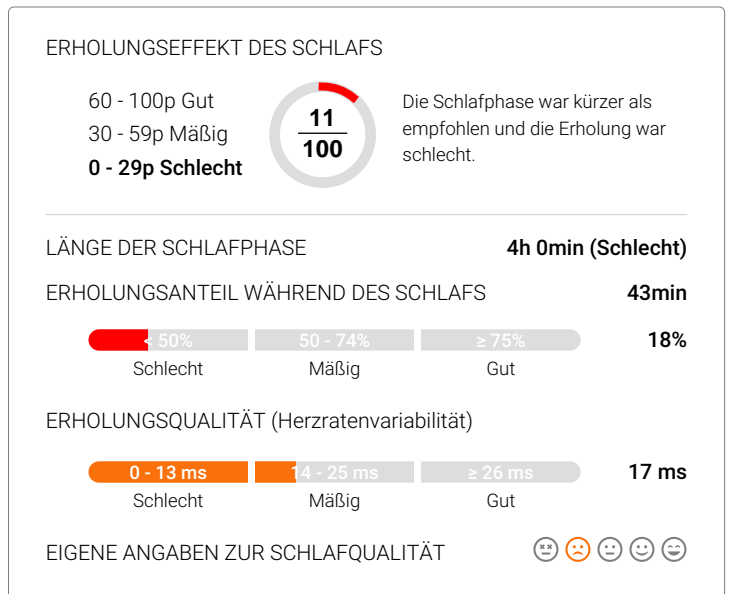 ERHOLUNGSEFFEKT DES SCHLAFS
60 - 100p Gut
30 - 59p Mäßig
0 - 29p Schlecht
11
100
Die Schlafphase war kürzer als
empfohlen und die Erholung war
schlecht.
LÄNGE DER SCHLAFPHASE 4h 0min (Schlecht)
ERHOLUNGSANTEIL WÄHREND DES SCHLAFS 43min
< 50% 50 - 74% ≥ 75% 18%
Schlecht Mäßig Gut
ERHOLUNGSQUALITÄT (Herzratenvariabilität)
0 - 13 ms 14 - 25 ms ≥ 26 ms 17 ms
Schlecht Mäßig Gut
EIGENE ANGABEN ZUR SCHLAFQUALITÄT